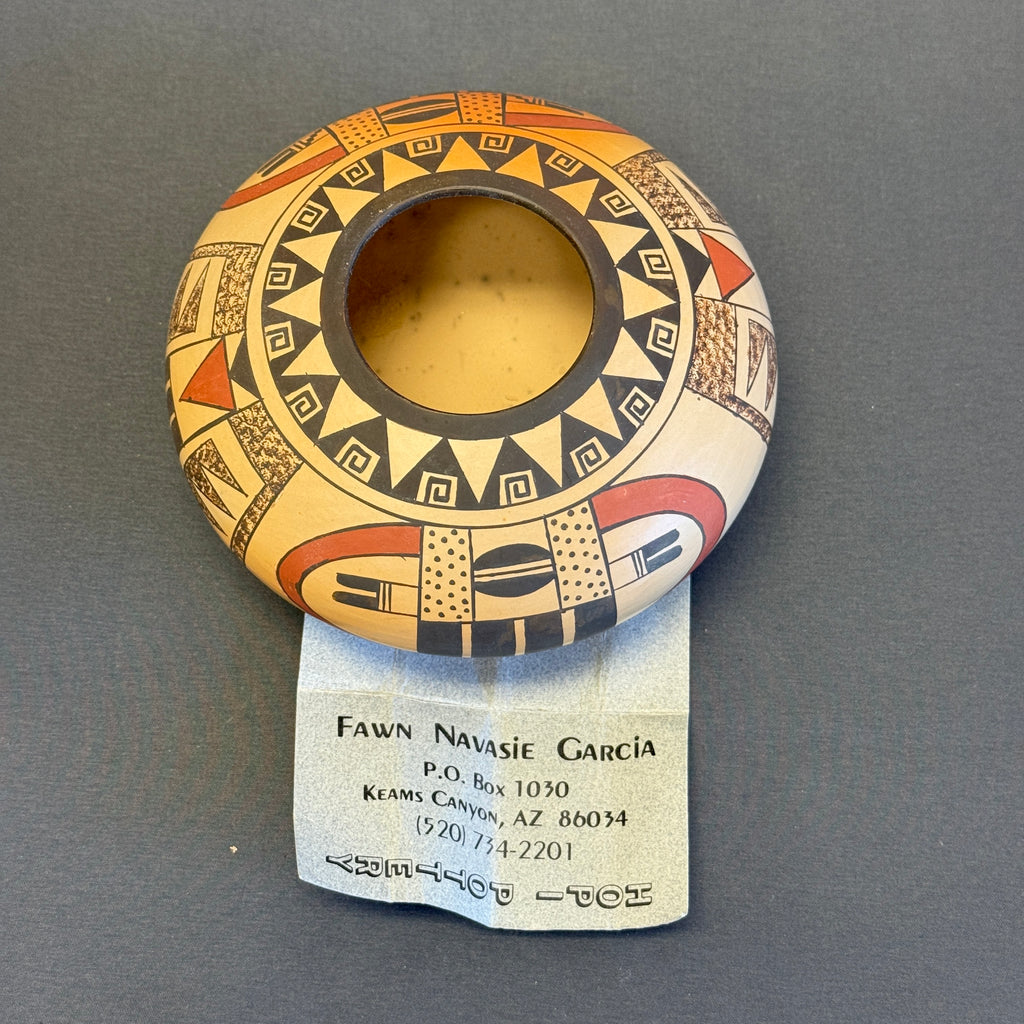 Fawn Navasie Garcia
P.O. Box 1030
Keams Canyon, AZ 86034
(520) 734-2201
HOPI POTTERY